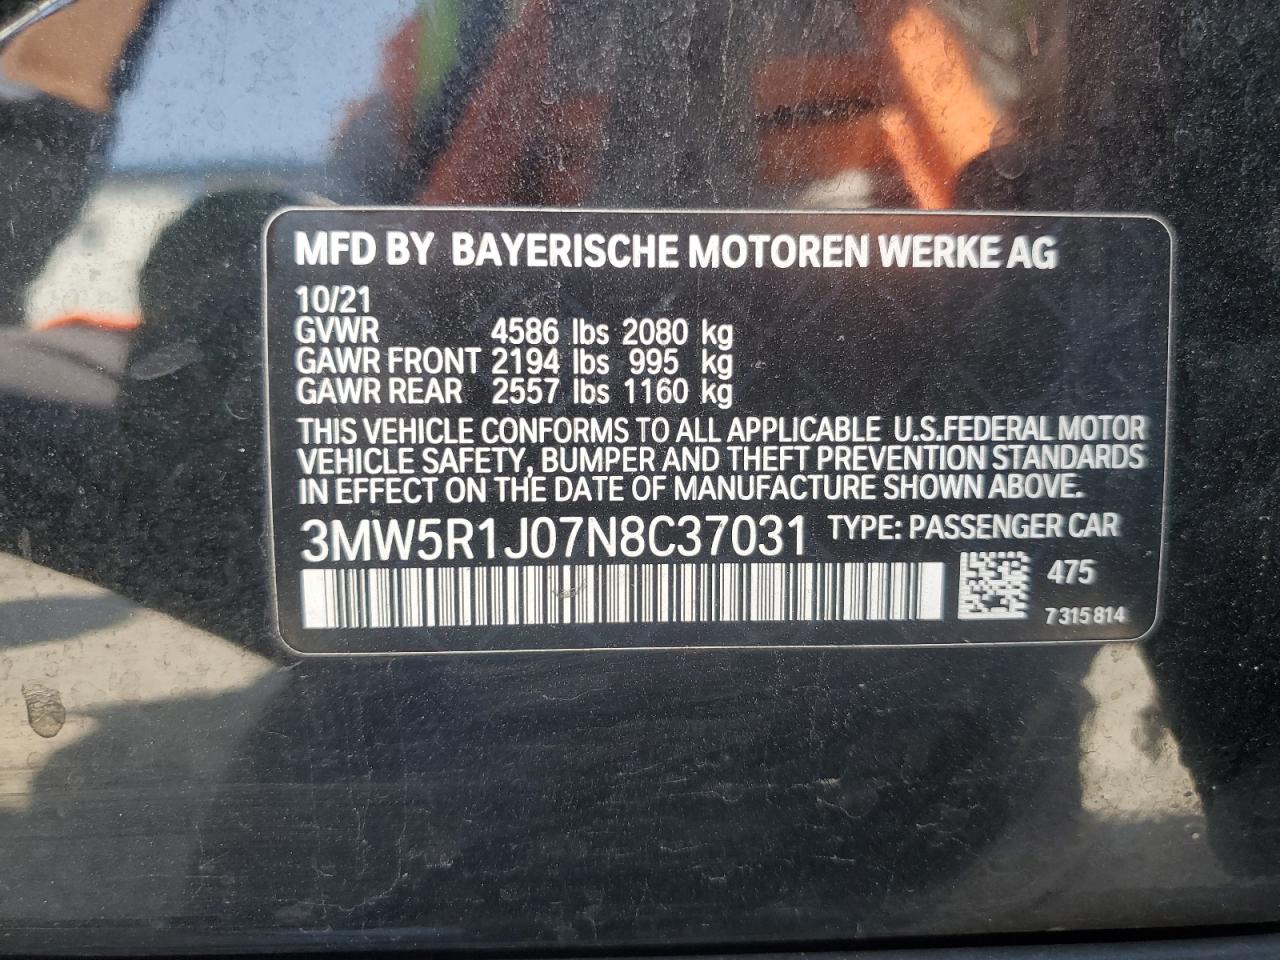 MFD BY BAYERISCHE MOTOREN WERKE AG
10/21
GVWR 4586 lbs 2080 kg
GAWR FRONT 2194 lbs 995 kg
GAWR REAR 2557 lbs 1160 kg
THIS VEHICLE CONFORMS TO ALL APPLICABLE U.S.FEDERAL MOTOR
VEHICLE SAFETY, BUMPER AND THEFT PREVENTION STANDARDS
IN EFFECT ON THE DATE OF MANUFACTURE SHOWN ABOVE.
3MW5R1J07N8C37031 TYPE: PASSENGER CAR
475
7 315 814